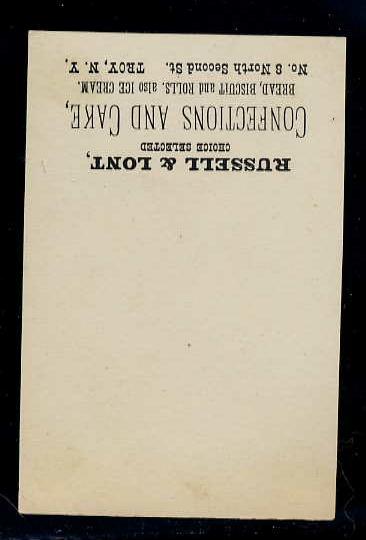 RUSSELL & LONT,
CHOICE SELECTED
CONFECTIONS AND CAKE,
BREAD, BISCUIT and ROLLS, also ICE CREAM.
No. 8 North Second St. TROY, N. Y.